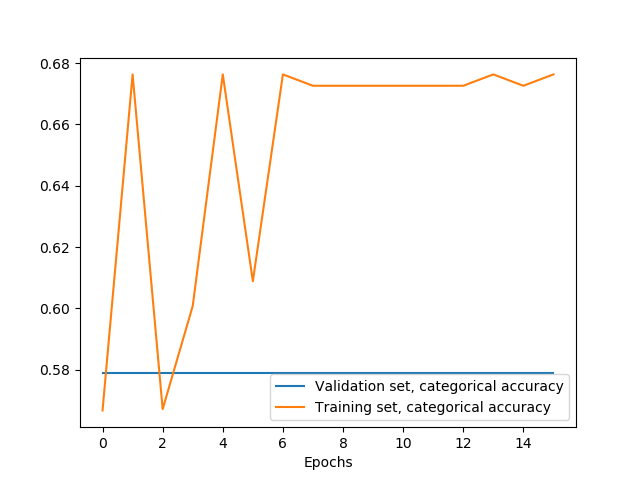 0.68
0.66
0.64
0.62
0.60
0.58
Validation set, categorical accuracy
Training set, categorical accuracy
0 2 4 6 8 10 12 14
Epochs